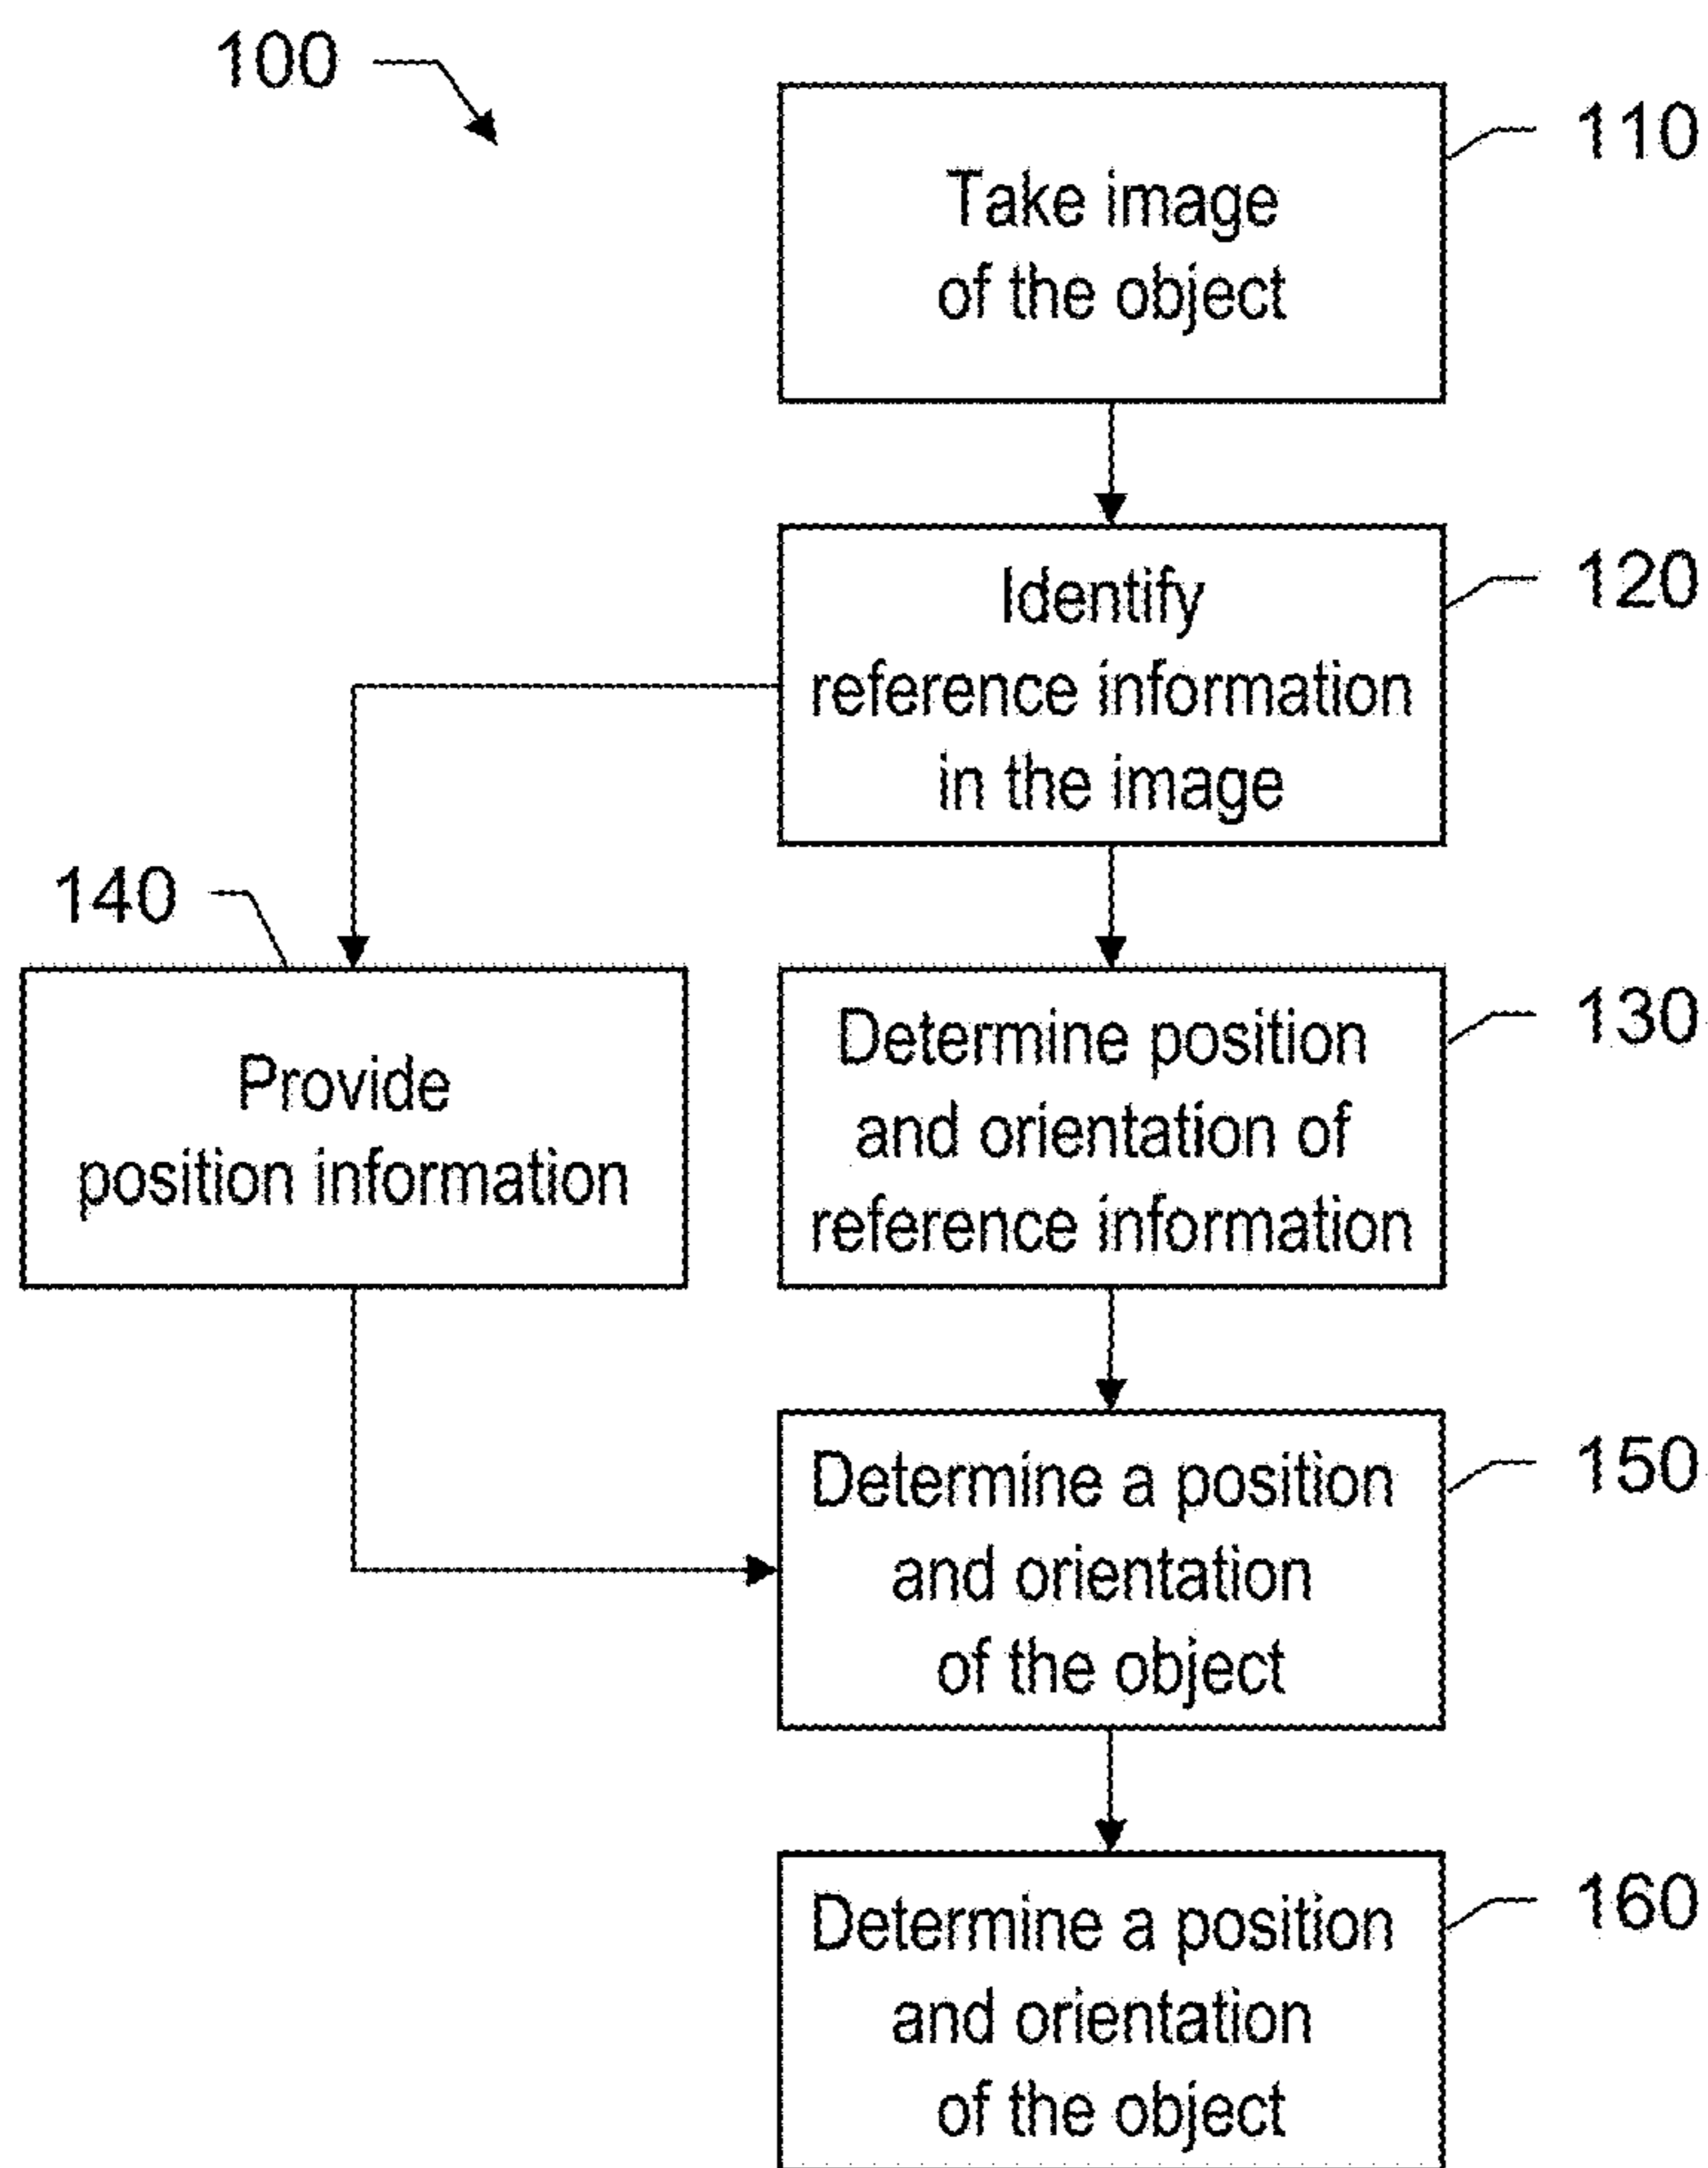 100
110
Take image
of the object
120
Identify
reference information
in the image
140
Provide
position information
130
Determine position
and orientation of
reference information
150
Determine a position
and orientation
of the object
160
Determine a position
and orientation
of the object